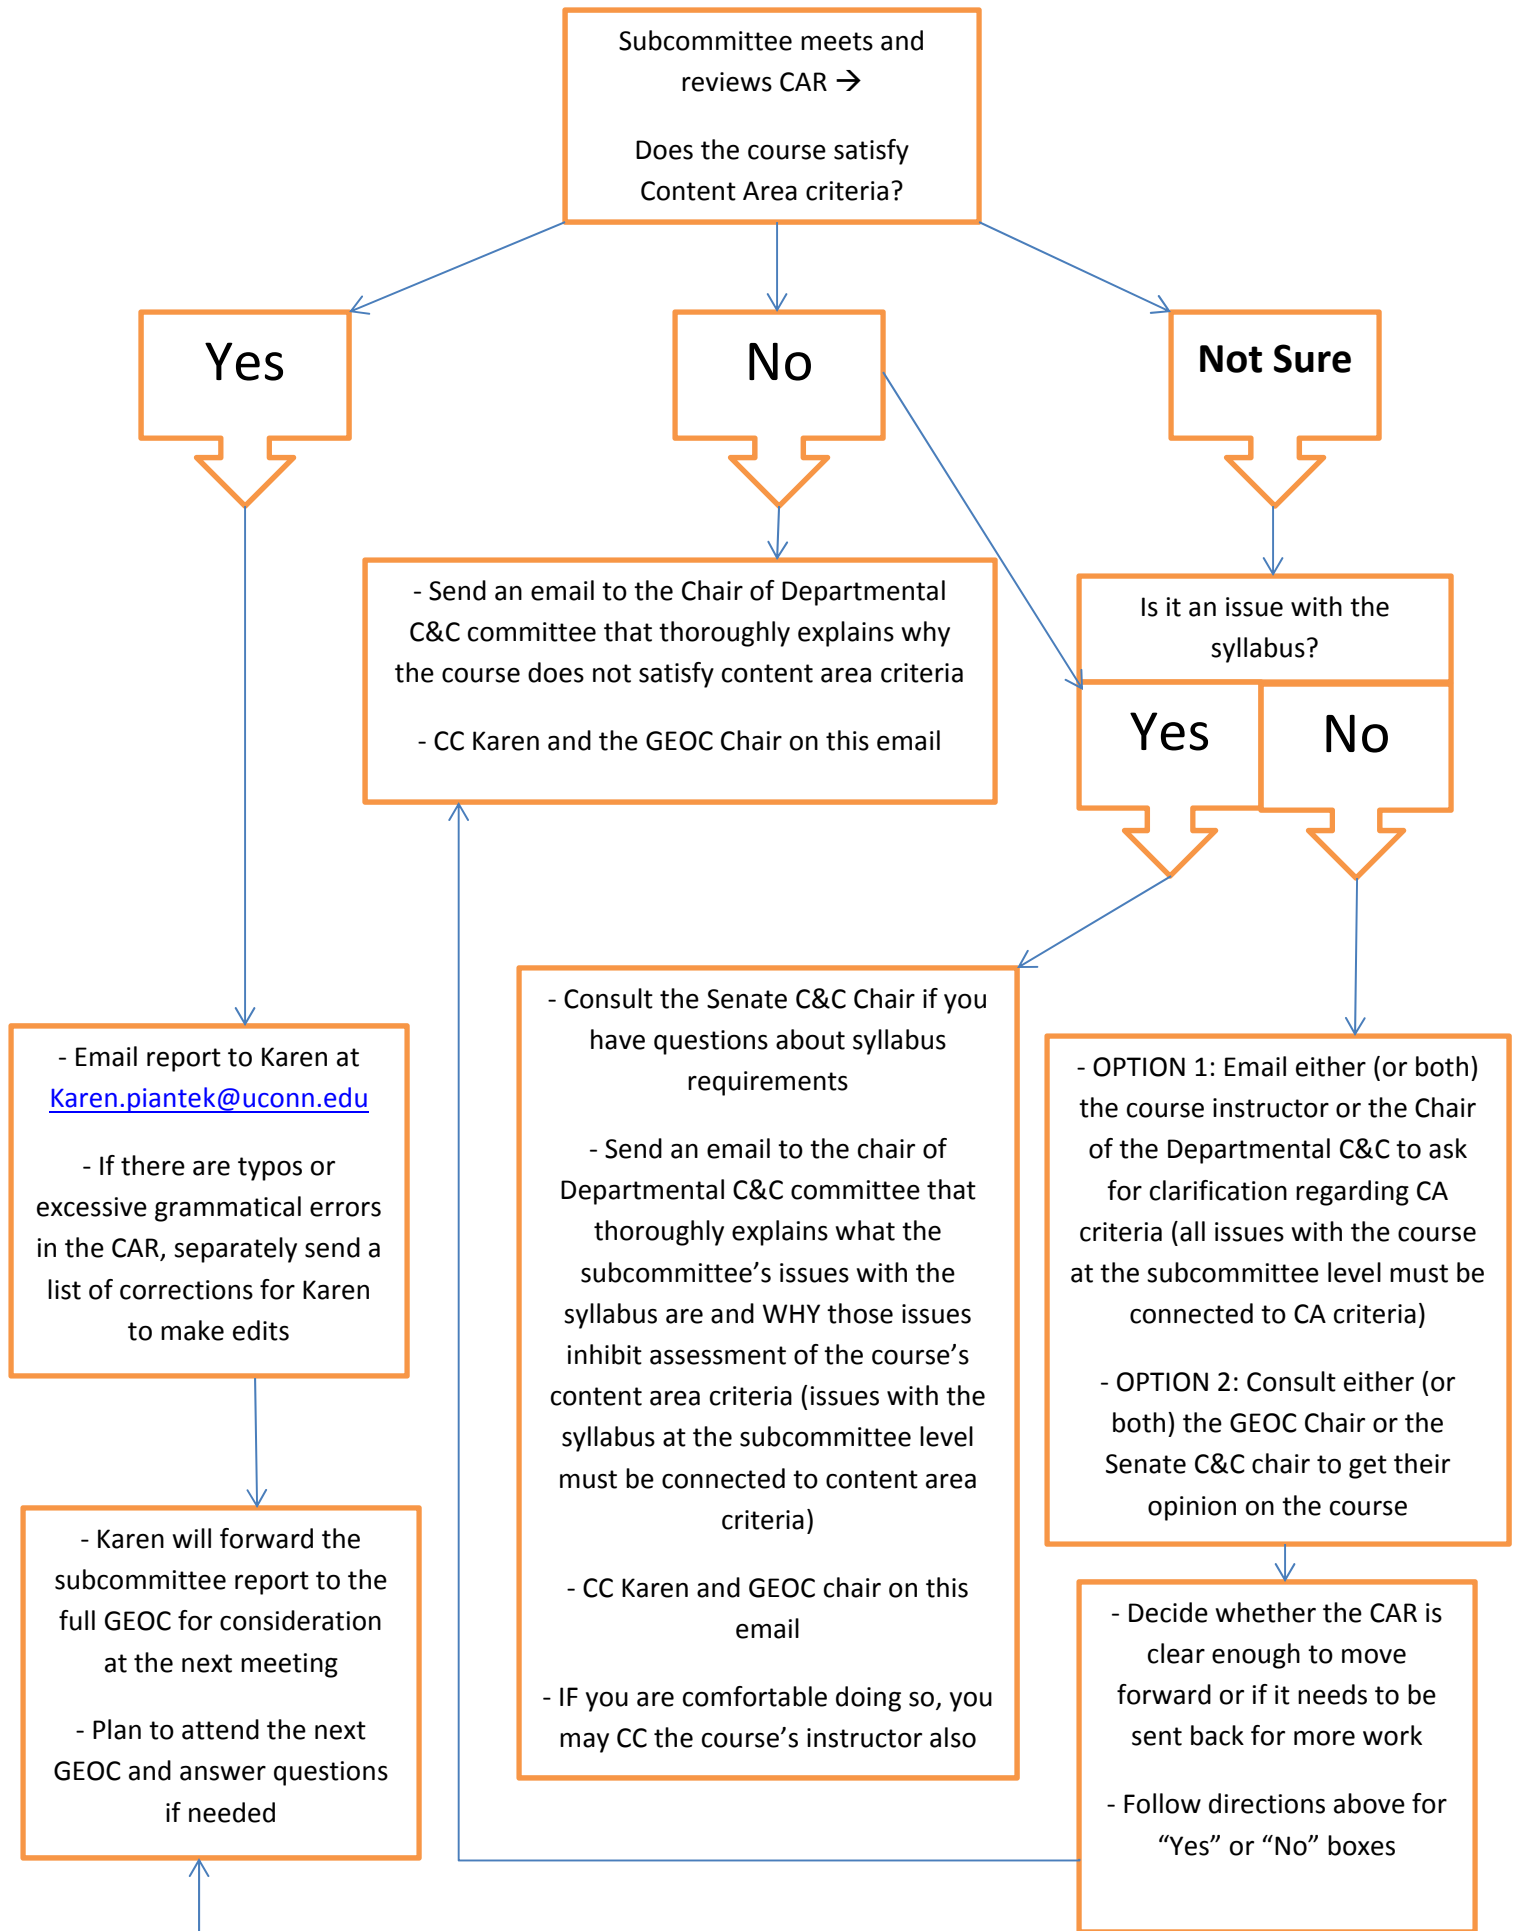 Subcommittee meets and
reviews CAR →
Does the course satisfy
Content Area criteria?
Yes
No
Not Sure
- Send an email to the Chair of Departmental
C&C committee that thoroughly explains why
the course does not satisfy content area criteria
- CC Karen and the GEOC Chair on this email
Is it an issue with the
syllabus?
Yes
No
- Email report to Karen at
Karen.piantek@uconn.edu
- If there are typos or
excessive grammatical errors
in the CAR, separately send a
list of corrections for Karen
to make edits
- Consult the Senate C&C Chair if you
have questions about syllabus
requirements
- Send an email to the chair of
Departmental C&C committee that
thoroughly explains what the
subcommittee’s issues with the
syllabus are and WHY those issues
inhibit assessment of the course’s
content area criteria (issues with the
syllabus at the subcommittee level
must be connected to content area
criteria)
- CC Karen and GEOC chair on this
email
- IF you are comfortable doing so, you
may CC the course’s instructor also
- OPTION 1: Email either (or both)
the course instructor or the Chair
of the Departmental C&C to ask
for clarification regarding CA
criteria (all issues with the course
at the subcommittee level must be
connected to CA criteria)
- OPTION 2: Consult either (or
both) the GEOC Chair or the
Senate C&C chair to get their
opinion on the course
- Karen will forward the
subcommittee report to the
full GEOC for consideration
at the next meeting
- Plan to attend the next
GEOC and answer questions
if needed
- Decide whether the CAR is
clear enough to move
forward or if it needs to be
sent back for more work
- Follow directions above for
“Yes” or “No” boxes